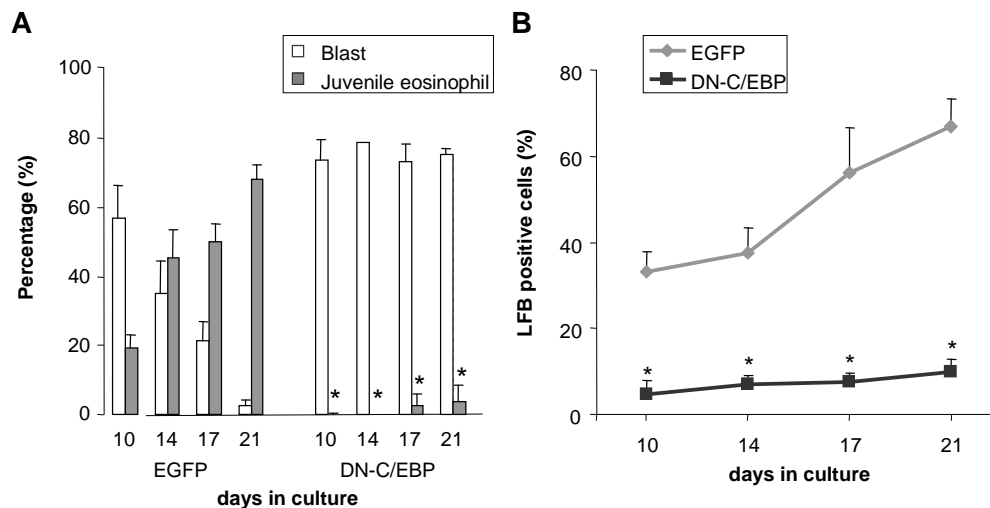 A
Blast
Juvenile eosinophil
100
80
60
40
20
0
Percentage (%)
* * * *
10 14 17 21 10 14 17 21
EGFP DN-C/EBP
days in culture
B
EGFP
DN-C/EBP
80
60
40
20
0
LFB positive cells (%)
* * * *
10 14 17 21
days in culture